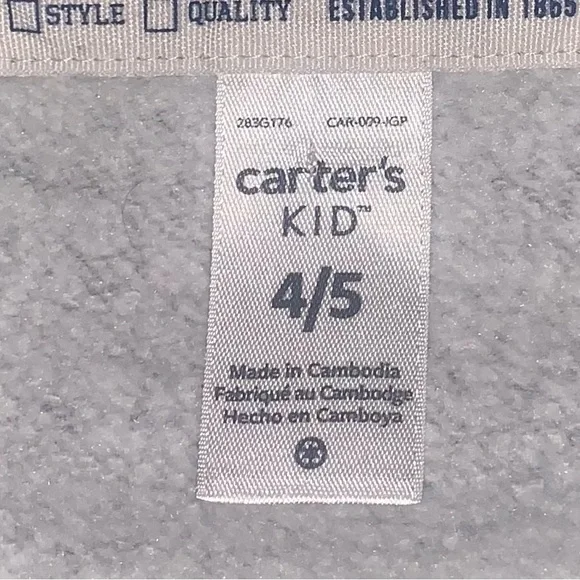 STYLE QUALITY ESTABLISHED IN 1865
283G176 CAR-009-JGP
carter's
KID™
4/5
Made in Cambodia
Fabriqué au Cambodge
Hecho en Camboya